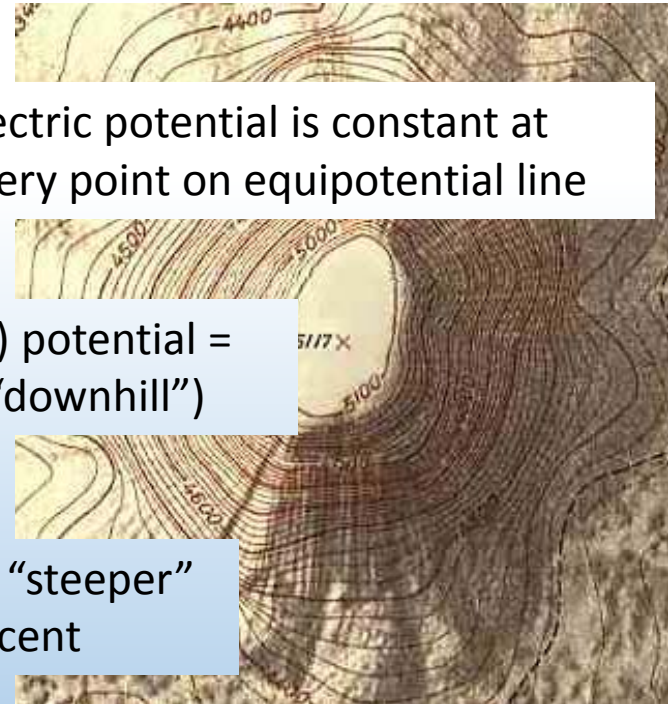 4400
ectric potential is constant at
very point on equipotential line
4500
5000
) potential =
5117 ×
"downhill")
5100
4600
"steeper"
cent